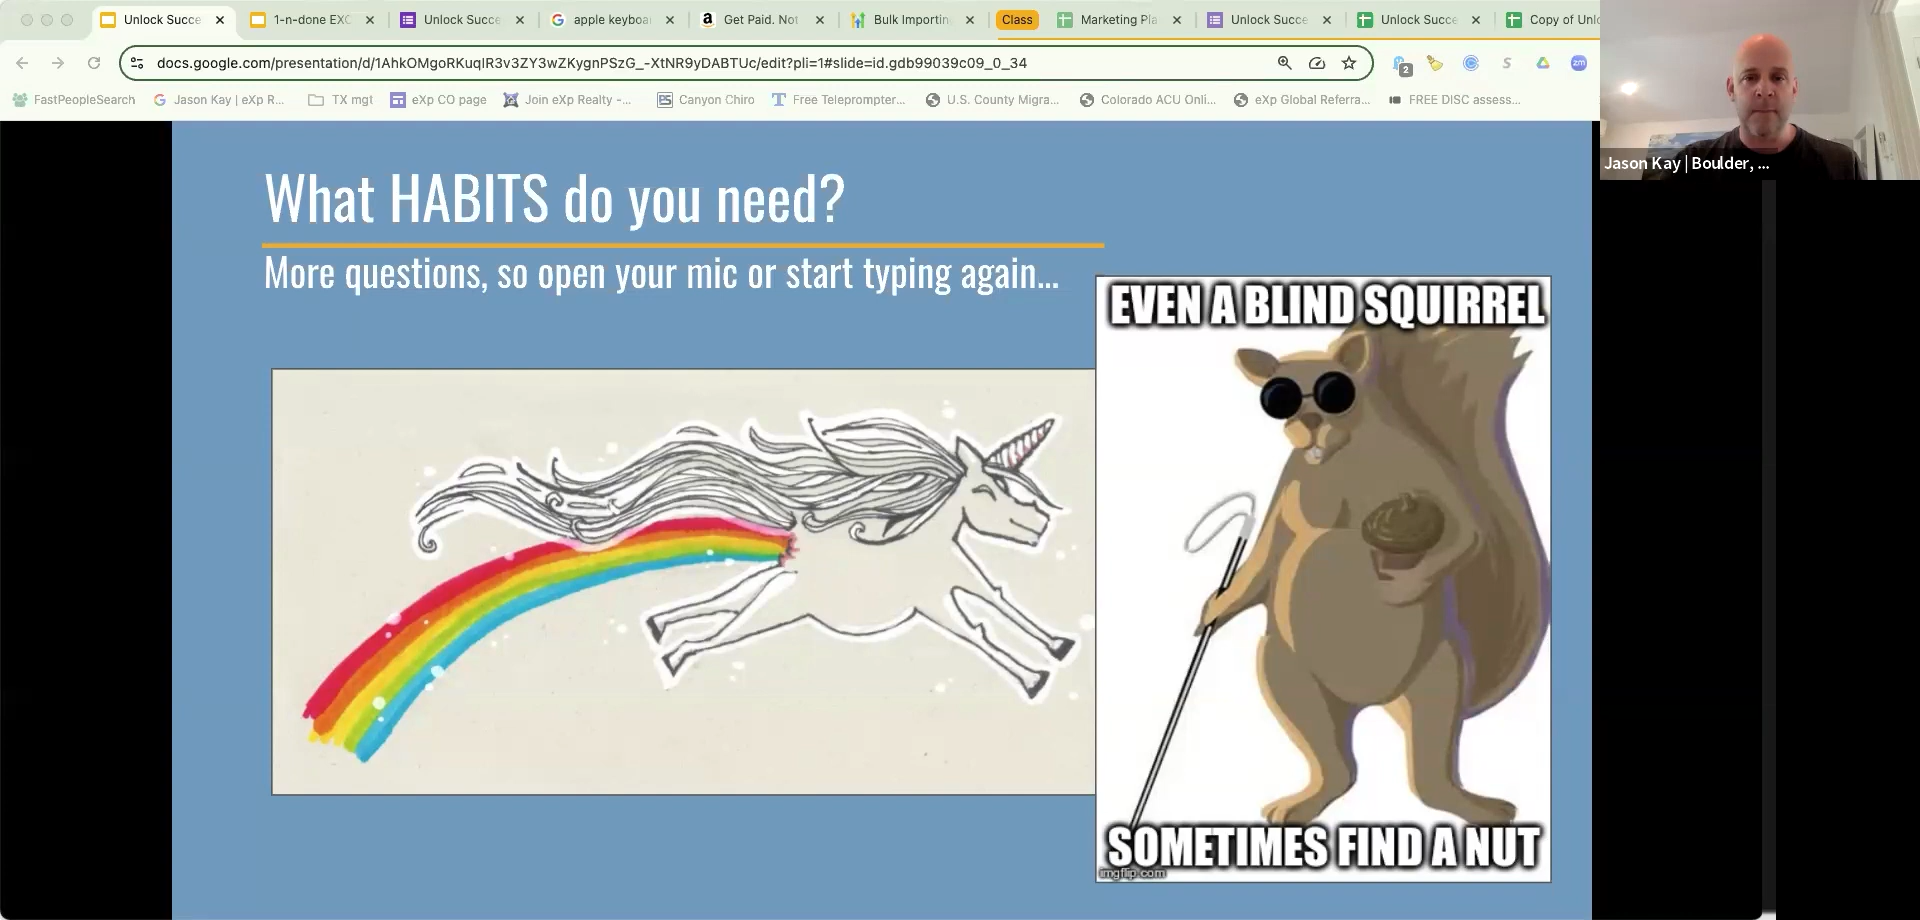 Unlock Succe
1-n-done EXC
Unlock Succe
apple keyboa
Get Paid. Not
Bulk Importin
Class
Marketing Pla
Unlock Succe
Unlock Succe
Copy of Unlo
docs.google.com/presentation/d/1AhkOMgoRKuqIR3v3ZY3wZKygnPSzG_-XtNR9yDABTUc/edit?pli=1#slide=id.gdb99039c09_0_34
2
zm
FastPeopleSearch
Jason Kay | eXp R...
TX mgt
eXp CO page
Join eXp Realty -...
Canyon Chiro
Free Teleprompter...
U.S. County Migra...
Colorado ACU Onli...
eXp Global Referra...
FREE DISC assess...
Jason Kay | Boulder, ...
What HABITS do you need?
More questions, so open your mic or start typing again...
EVEN A BLIND SQUIRREL
SOMETIMES FIND A NUT
imgflip.com